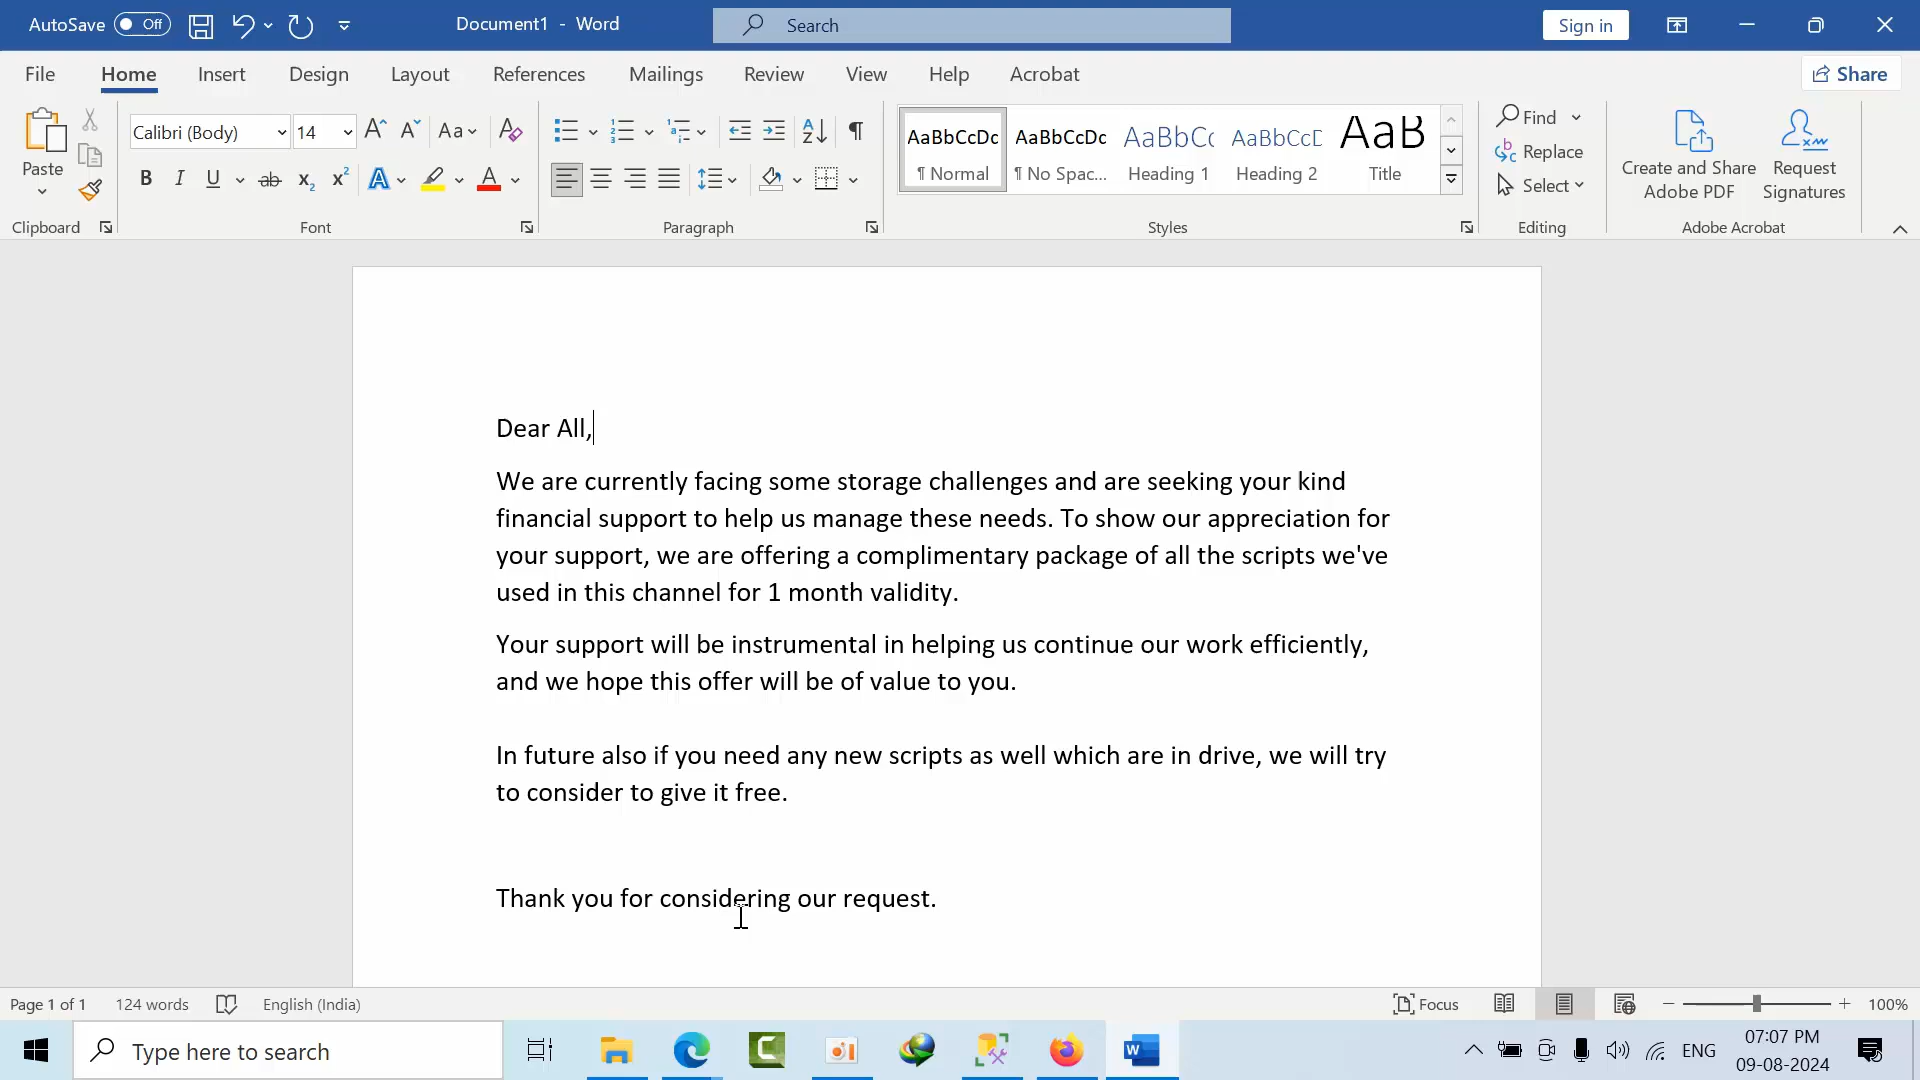 AutoSave Off Document1 - Word Search Sign in
File Home Insert Design Layout References Mailings Review View Help Acrobat Share
Paste Calibri (Body) 14 Aa
B I U ab x2 x2 A A
AaBbCcDc AaBbCcDc AaBbC AaBbCcD AaB
¶ Normal ¶ No Spac... Heading 1 Heading 2 Title
Find
Replace
Select
Create and Share
Adobe PDF
Request
Signatures
Clipboard Font Paragraph Styles Editing Adobe Acrobat
Dear All,
We are currently facing some storage challenges and are seeking your kind
financial support to help us manage these needs. To show our appreciation for
your support, we are offering a complimentary package of all the scripts we've
used in this channel for 1 month validity.
Your support will be instrumental in helping us continue our work efficiently,
and we hope this offer will be of value to you.
In future also if you need any new scripts as well which are in drive, we will try
to consider to give it free.
Thank you for considering our request.
Page 1 of 1 124 words English (India) Focus 100%
Type here to search ENG 07:07 PM
09-08-2024